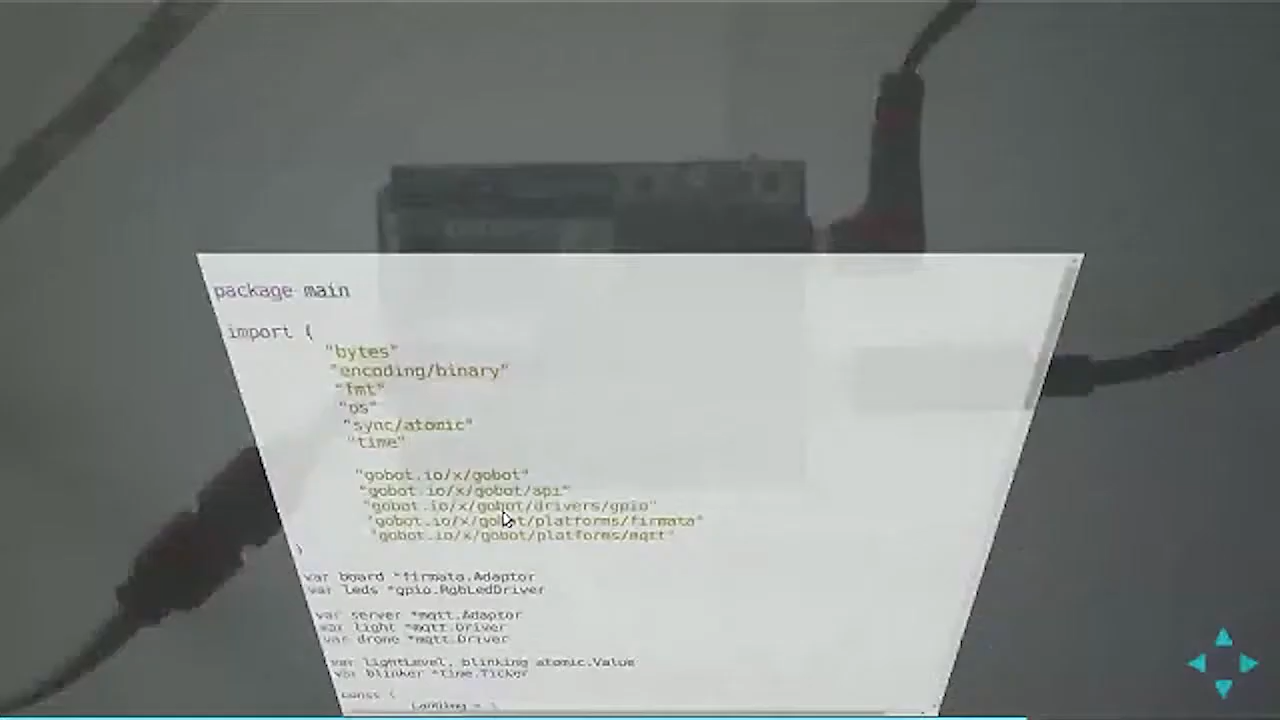 package main
import (
"bytes"
"encoding/binary"
"fmt"
"os"
"sync/atomic"
"time"
"gobot.io/x/gobot"
"gobot.io/x/gobot/api"
"gobot.io/x/gobot/drivers/gpio"
"gobot.io/x/gobot/platforms/firmata"
"gobot.io/x/gobot/platforms/mqtt"
)
var board *firmata.Adaptor
var leds *gpio.RgbLedDriver
var server *mqtt.Adaptor
var light *mqtt.Driver
var drone *mqtt.Driver
var lightLevel, blinking atomic.Value
var blinker *time.Ticker
const (